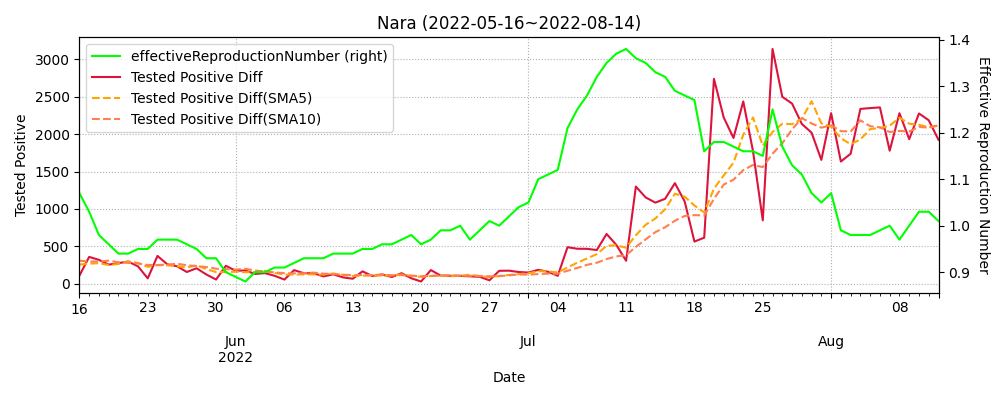 Nara (2022-05-16~2022-08-14)
effectiveReproductionNumber (right)
Tested Positive Diff
Tested Positive Diff(SMA5)
Tested Positive Diff(SMA10)
Tested Positive
3000
2500
2000
1500
1000
500
0
1.4
1.3
1.2
1.1
1.0
0.9
Effective Reproduction Number
16 23 30 06 13 20 27 04 11 18 25 08
Jun Jul Aug
2022
Date